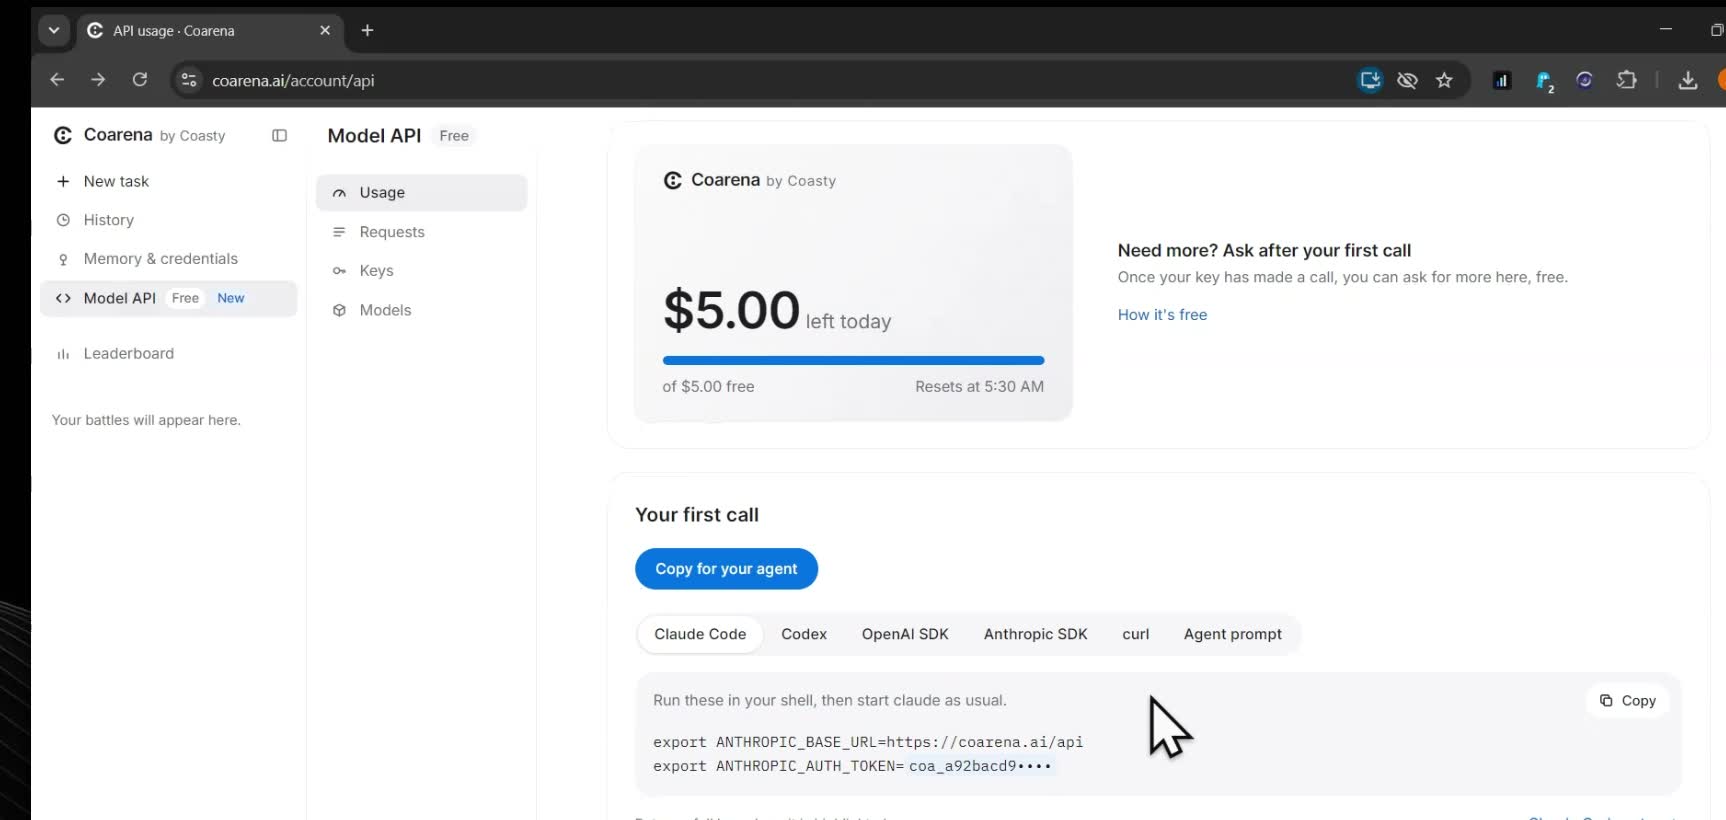 API usage · Coarena
coarena.ai/account/api
2
Coarena by Coasty
New task
History
Memory & credentials
Model API Free New
Leaderboard
Your battles will appear here.
Model API Free
Usage
Requests
Keys
Models
Coarena by Coasty
$5.00 left today
of $5.00 free
Resets at 5:30 AM
Need more? Ask after your first call
Once your key has made a call, you can ask for more here, free.
How it's free
Your first call
Copy for your agent
Claude Code Codex OpenAI SDK Anthropic SDK curl Agent prompt
Run these in your shell, then start claude as usual.
Copy
export ANTHROPIC_BASE_URL=https://coarena.ai/api
export ANTHROPIC_AUTH_TOKEN=coa_a92bacd9••••